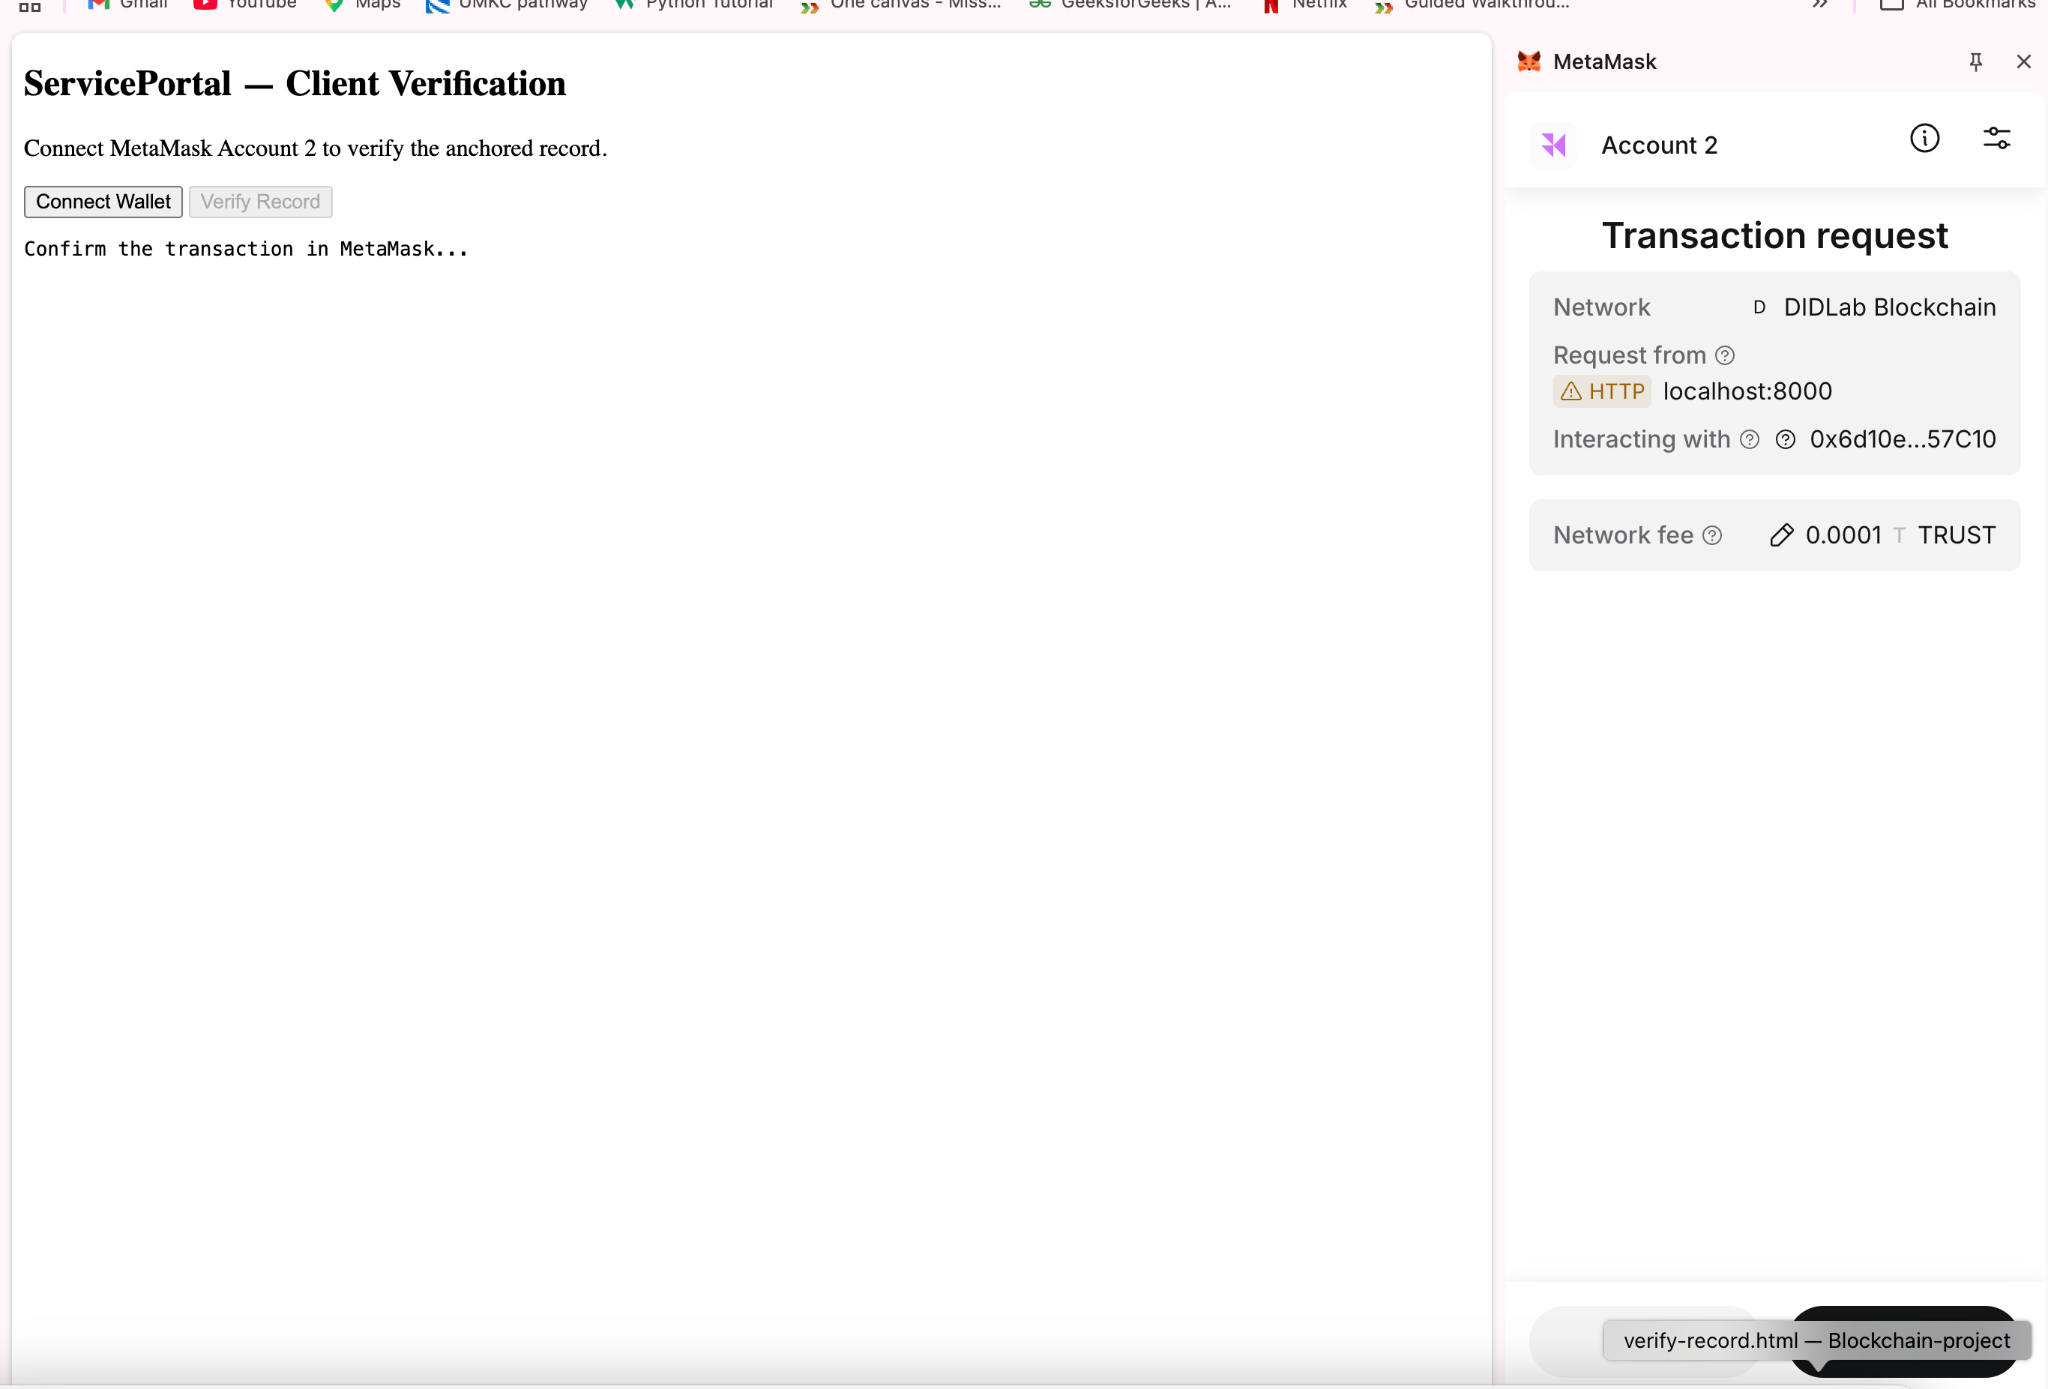 Gmail YouTube Maps UMKC pathway Python Tutorial One canvas - Miss... GeeksforGeeks | A... Netflix Guided Walkthrou... » All Bookmarks
ServicePortal — Client Verification
Connect MetaMask Account 2 to verify the anchored record.
Connect Wallet Verify Record
Confirm the transaction in MetaMask...
MetaMask
Account 2
Transaction request
Network D DIDLab Blockchain
Request from
HTTP localhost:8000
Interacting with 0x6d10e...57C10
Network fee 0.0001 T TRUST
verify-record.html — Blockchain-project